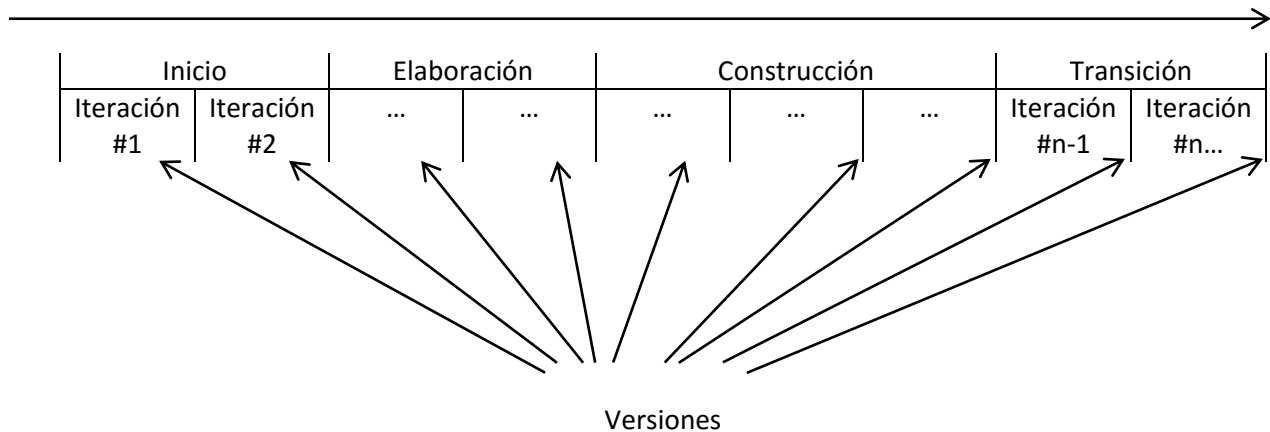 Inicio Elaboración Construcción Transición
Iteración Iteración ... ... ... ... ... Iteración Iteración
#1 #2 #n-1 #n...
Versiones